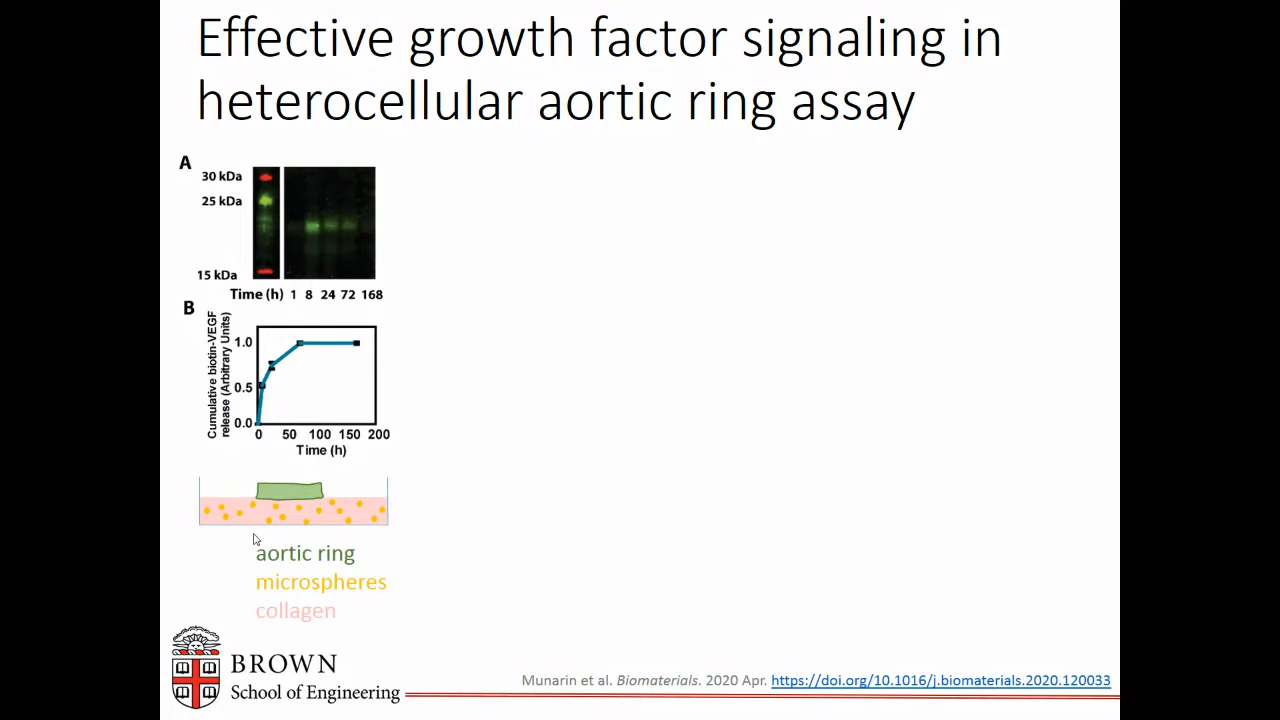 Effective growth factor signaling in
heterocellular aortic ring assay
A
30 kDa
25 kDa
15 kDa
Time (h) 1 8 24 72 168
B
Cumulative biotin-VEGF
release (Arbitrary Units)
1.0
0.5
0.0
0 50 100 150 200
Time (h)
aortic ring
microspheres
collagen
BROWN
School of Engineering
Munarin et al. Biomaterials. 2020 Apr. https://doi.org/10.1016/j.biomaterials.2020.120033